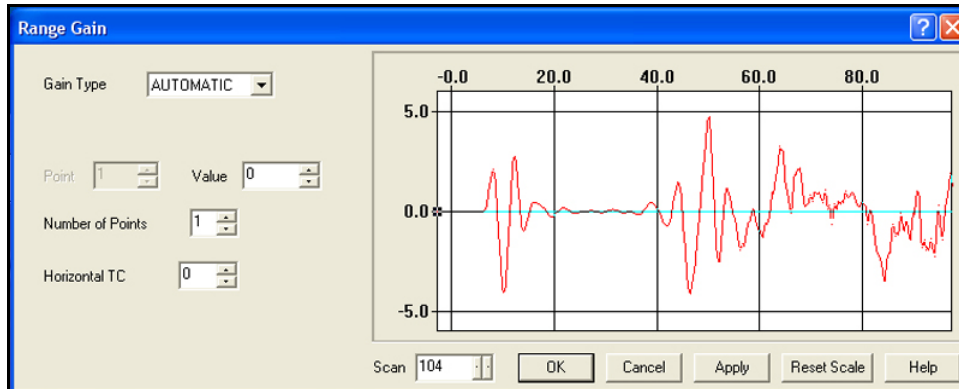 Range Gain
Gain Type AUTOMATIC
Point 1 Value 0
Number of Points 1
Horizontal TC 0
-0.0 20.0 40.0 60.0 80.0
5.0
0.0
-5.0
Scan 104 OK Cancel Apply Reset Scale Help